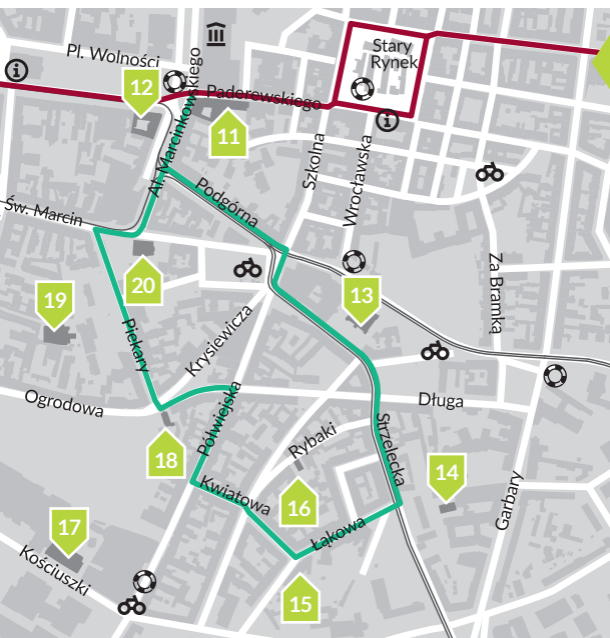 Pl. Wolności
Al. Marcinkowskiego
Stary
Rynek
12
Paderewskiego
11
Szkolna
Wrocławska
Podgórna
Św. Marcin
20
13
Za Bramką
19
Piekary
Krysiewicza
Ogrodowa
Półwiejska
Długa
18
Rybaki
Strzelecka
14
Kwiatowa
16
Garbary
17
Łąkowa
Kościuszki
15